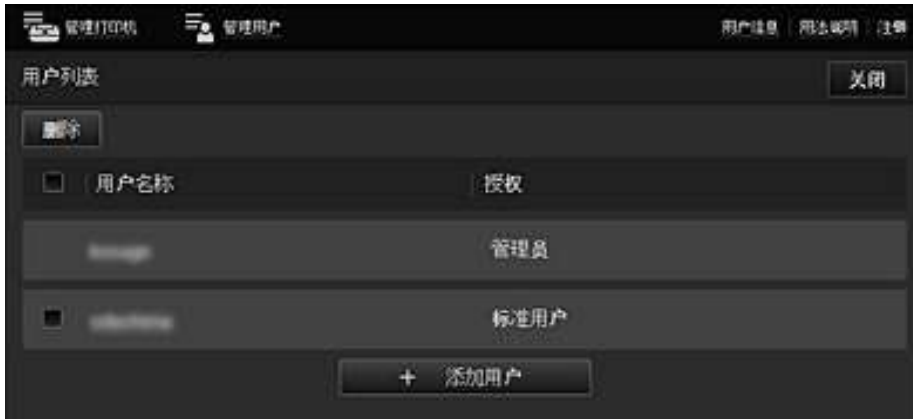 管理打印机 管理用户 用户信息 用法说明 注销
用户列表 关闭
删除
用户名称 授权
管理员
标准用户
+ 添加用户